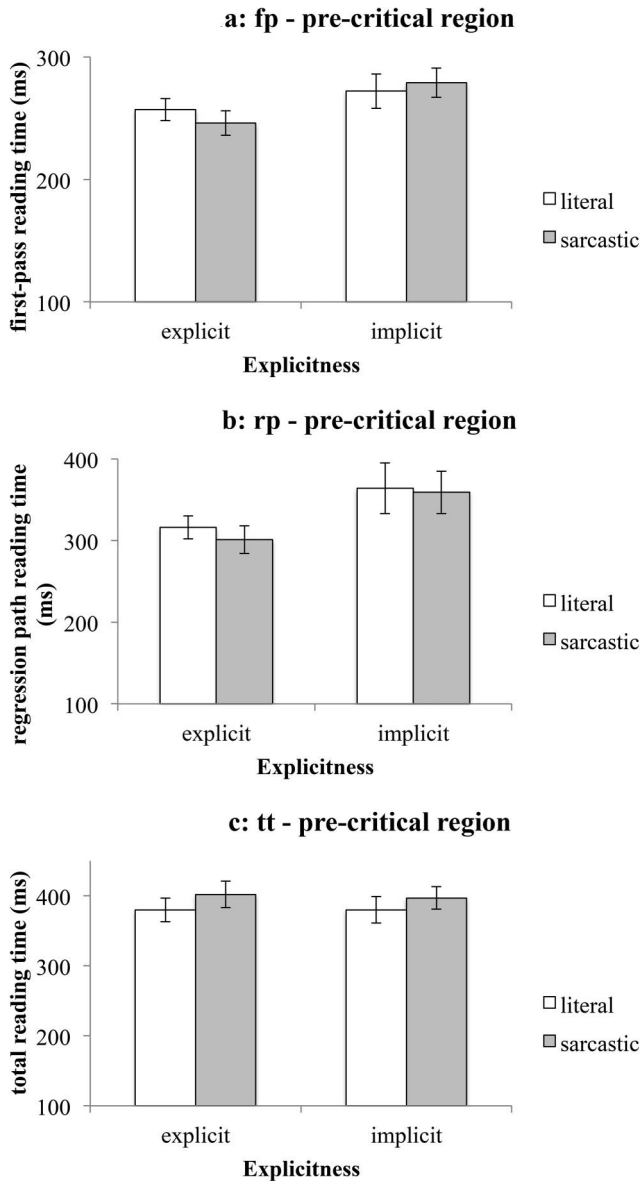 a: fp - pre-critical region
first-pass reading time (ms)
300
200
100
explicit
implicit
Explicitness
literal
sarcastic
b: rp - pre-critical region
regression path reading time
(ms)
400
300
200
100
explicit
implicit
Explicitness
literal
sarcastic
c: tt - pre-critical region
total reading time (ms)
400
300
200
100
explicit
implicit
Explicitness
literal
sarcastic